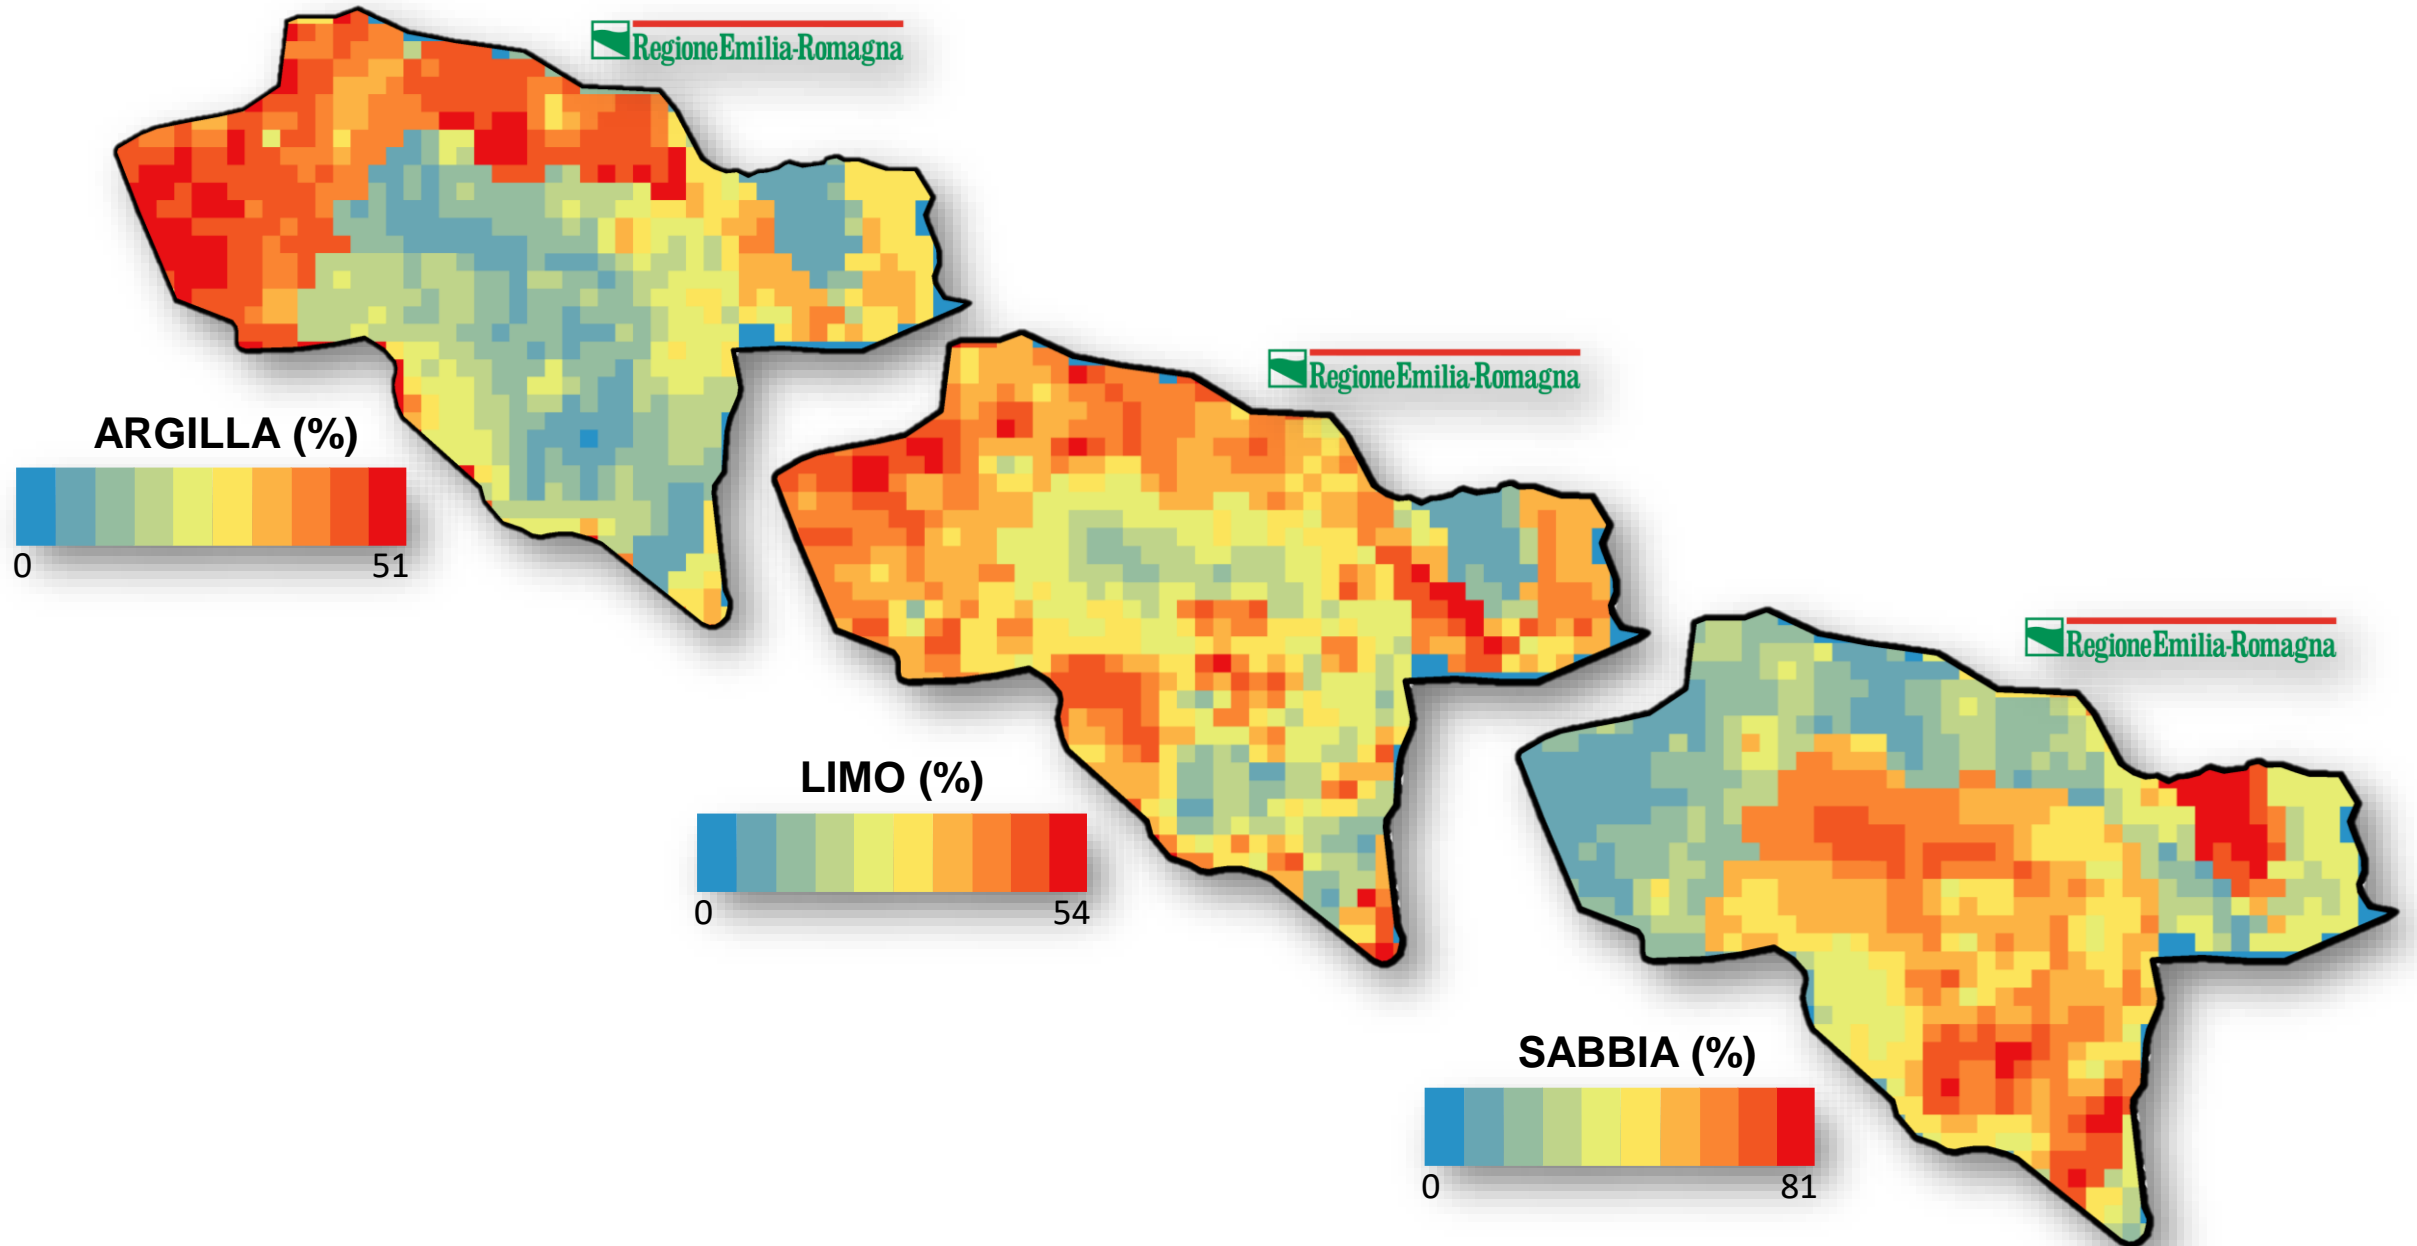 RegioneEmilia-Romagna
ARGILLA (%)
0 51
RegioneEmilia-Romagna
LIMO (%)
0 54
RegioneEmilia-Romagna
SABBIA (%)
0 81